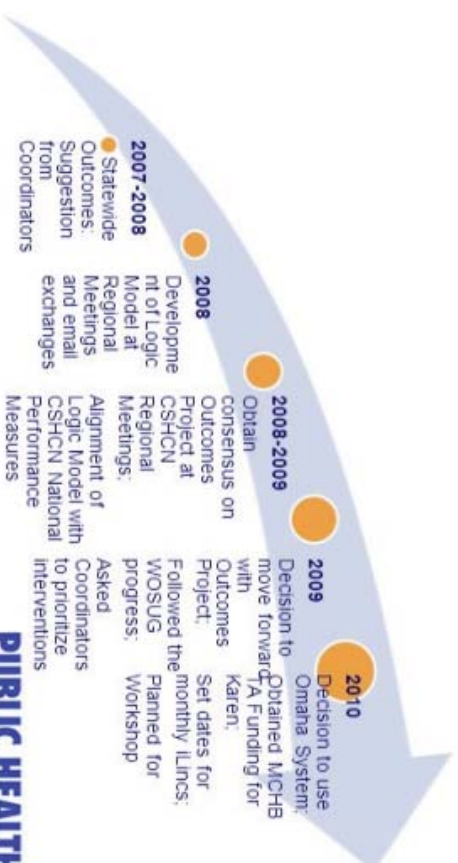 2007-2008
Statewide
Outcomes:
Suggestion
from
Coordinators
2008
Developme
nt of Logic
Model at
Regional
Meetings
and email
exchanges
2008-2009
Obtain
consensus on
Outcomes
Project at
CSHCN
Regional
Meetings;
Alignment of
Logic Model with
CSHCN National
Performance
Measures
2009
Decision to
move forward
with
Outcomes
Project;
Followed the
WOSUG
progress;
Asked
Coordinators
to prioritize
interventions
2010
Decision to use
Omaha System;
Obtained MCHB
TA Funding for
Karen;
Set dates for
monthly iLincs;
Planned for
Workshop
PUBLIC HEALTH